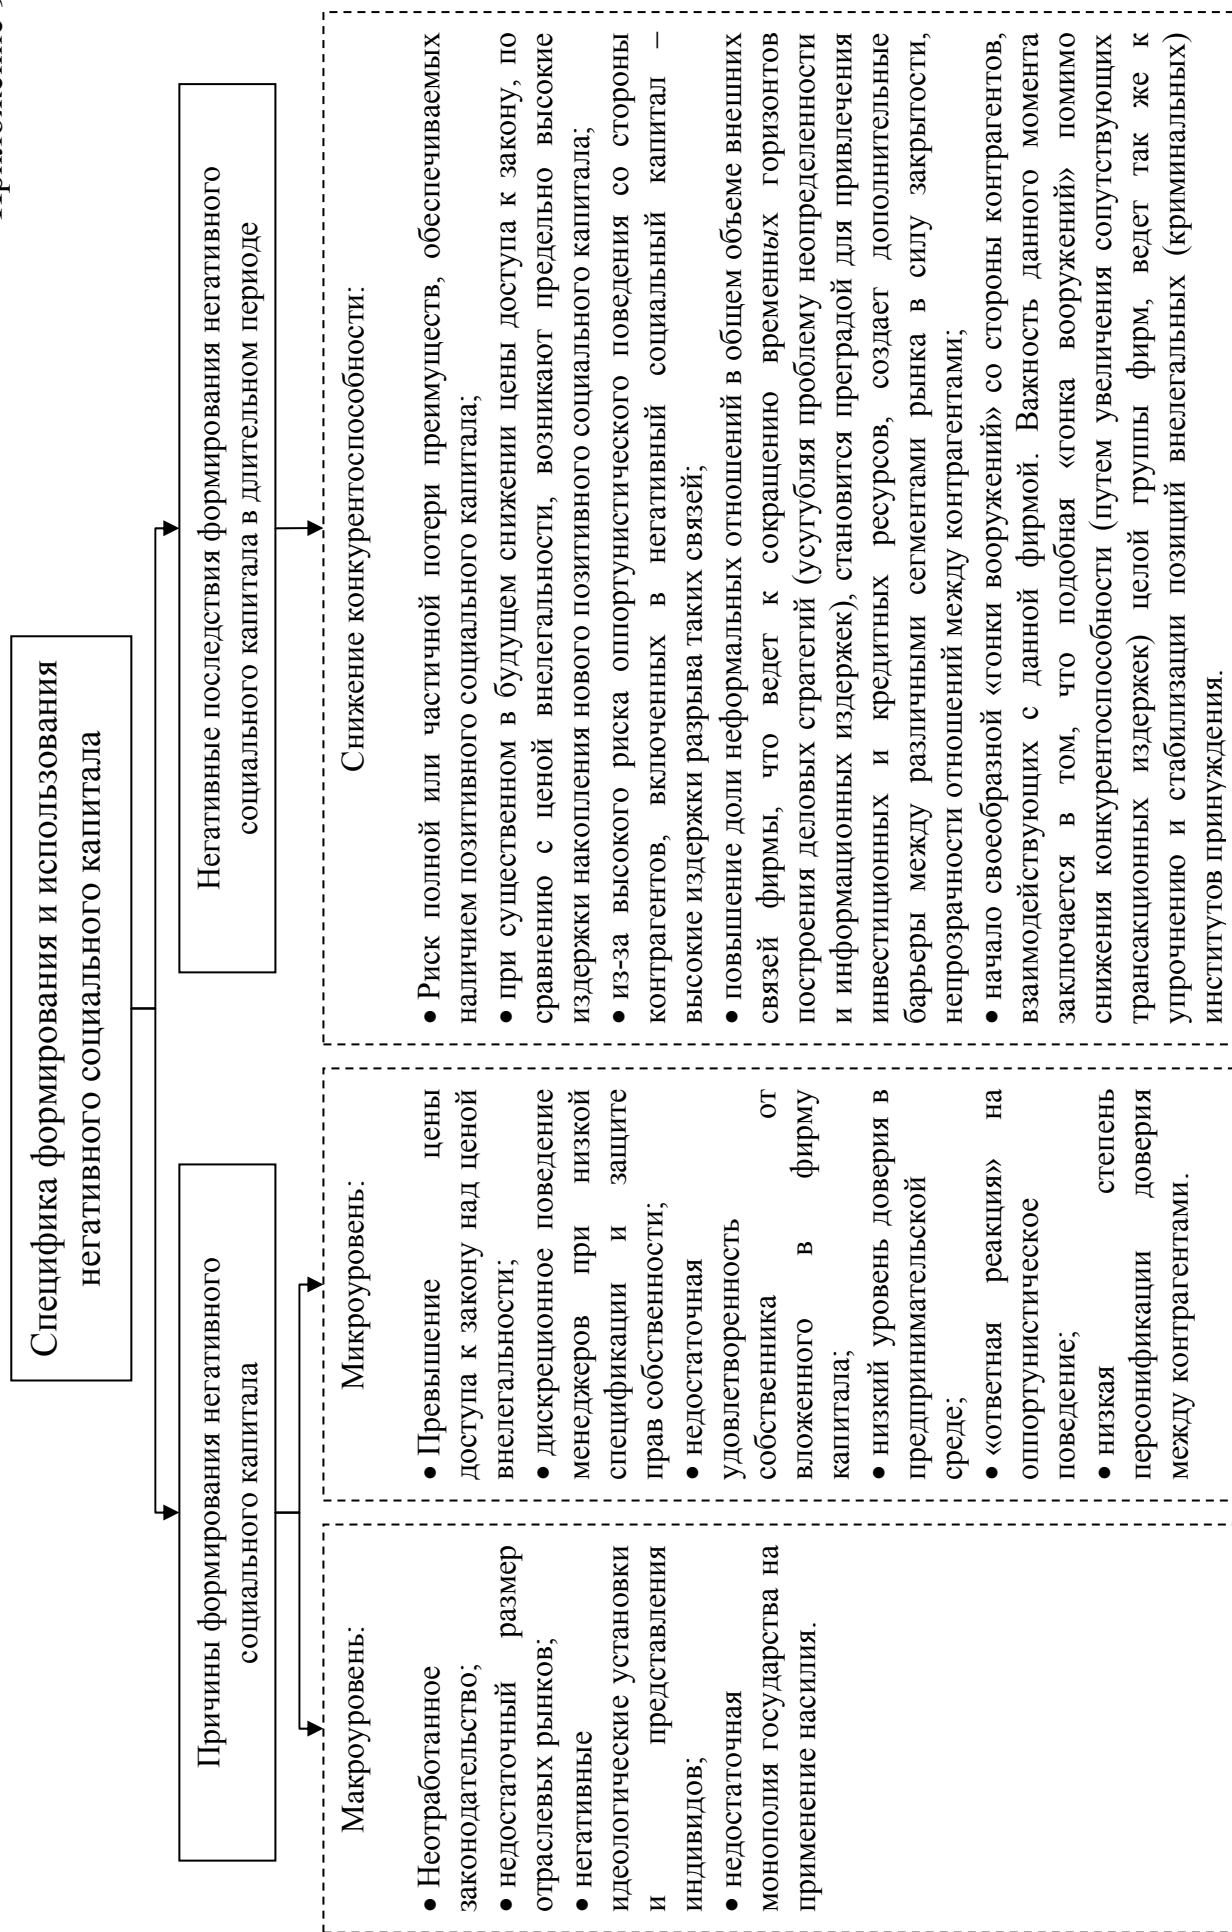 Специфика формирования и использования
негативного социального капитала
Причины формирования негативного
социального капитала
Макроуровень:
• Неотработанное
законодательство;
• недостаточный размер
отраслевых рынков;
• негативные
идеологические установки
и представления
индивидов;
• недостаточная
монополия государства на
применение насилия.
Микроуровень:
• Превышение цены
доступа к закону над ценой
внелегальности;
• дискреционное поведение
менеджеров при низкой
спецификации и защите
прав собственности;
• недостаточная
удовлетворенность
собственника от
вложенного в фирму
капитала;
• низкий уровень доверия в
предпринимательской
среде;
• «ответная реакция» на
оппортунистическое
поведение;
• низкая степень
персонификации доверия
между контрагентами.
Негативные последствия формирования негативного
социального капитала в длительном периоде
Снижение конкурентоспособности:
• Риск полной или частичной потери преимуществ, обеспечиваемых
наличием позитивного социального капитала;
• при существенном в будущем снижении цены доступа к закону, по
сравнению с ценой внелегальности, возникают предельно высокие
издержки накопления нового позитивного социального капитала;
• из-за высокого риска оппортунистического поведения со стороны
контрагентов, включенных в негативный социальный капитал –
высокие издержки разрыва таких связей;
• повышение доли неформальных отношений в общем объеме внешних
связей фирмы, что ведет к сокращению временных горизонтов
построения деловых стратегий (усугубляя проблему неопределенности
и информационных издержек), становится преградой для привлечения
инвестиционных и кредитных ресурсов, создает дополнительные
барьеры между различными сегментами рынка в силу закрытости,
непрозрачности отношений между контрагентами;
• начало своеобразной «гонки вооружений» со стороны контрагентов,
взаимодействующих с данной фирмой. Важность данного момента
заключается в том, что подобная «гонка вооружений» помимо
снижения конкурентоспособности (путем увеличения сопутствующих
трансакционных издержек) целой группы фирм, ведет так же к
упрочнению и стабилизации позиций внелегальных (криминальных)
институтов принуждения.